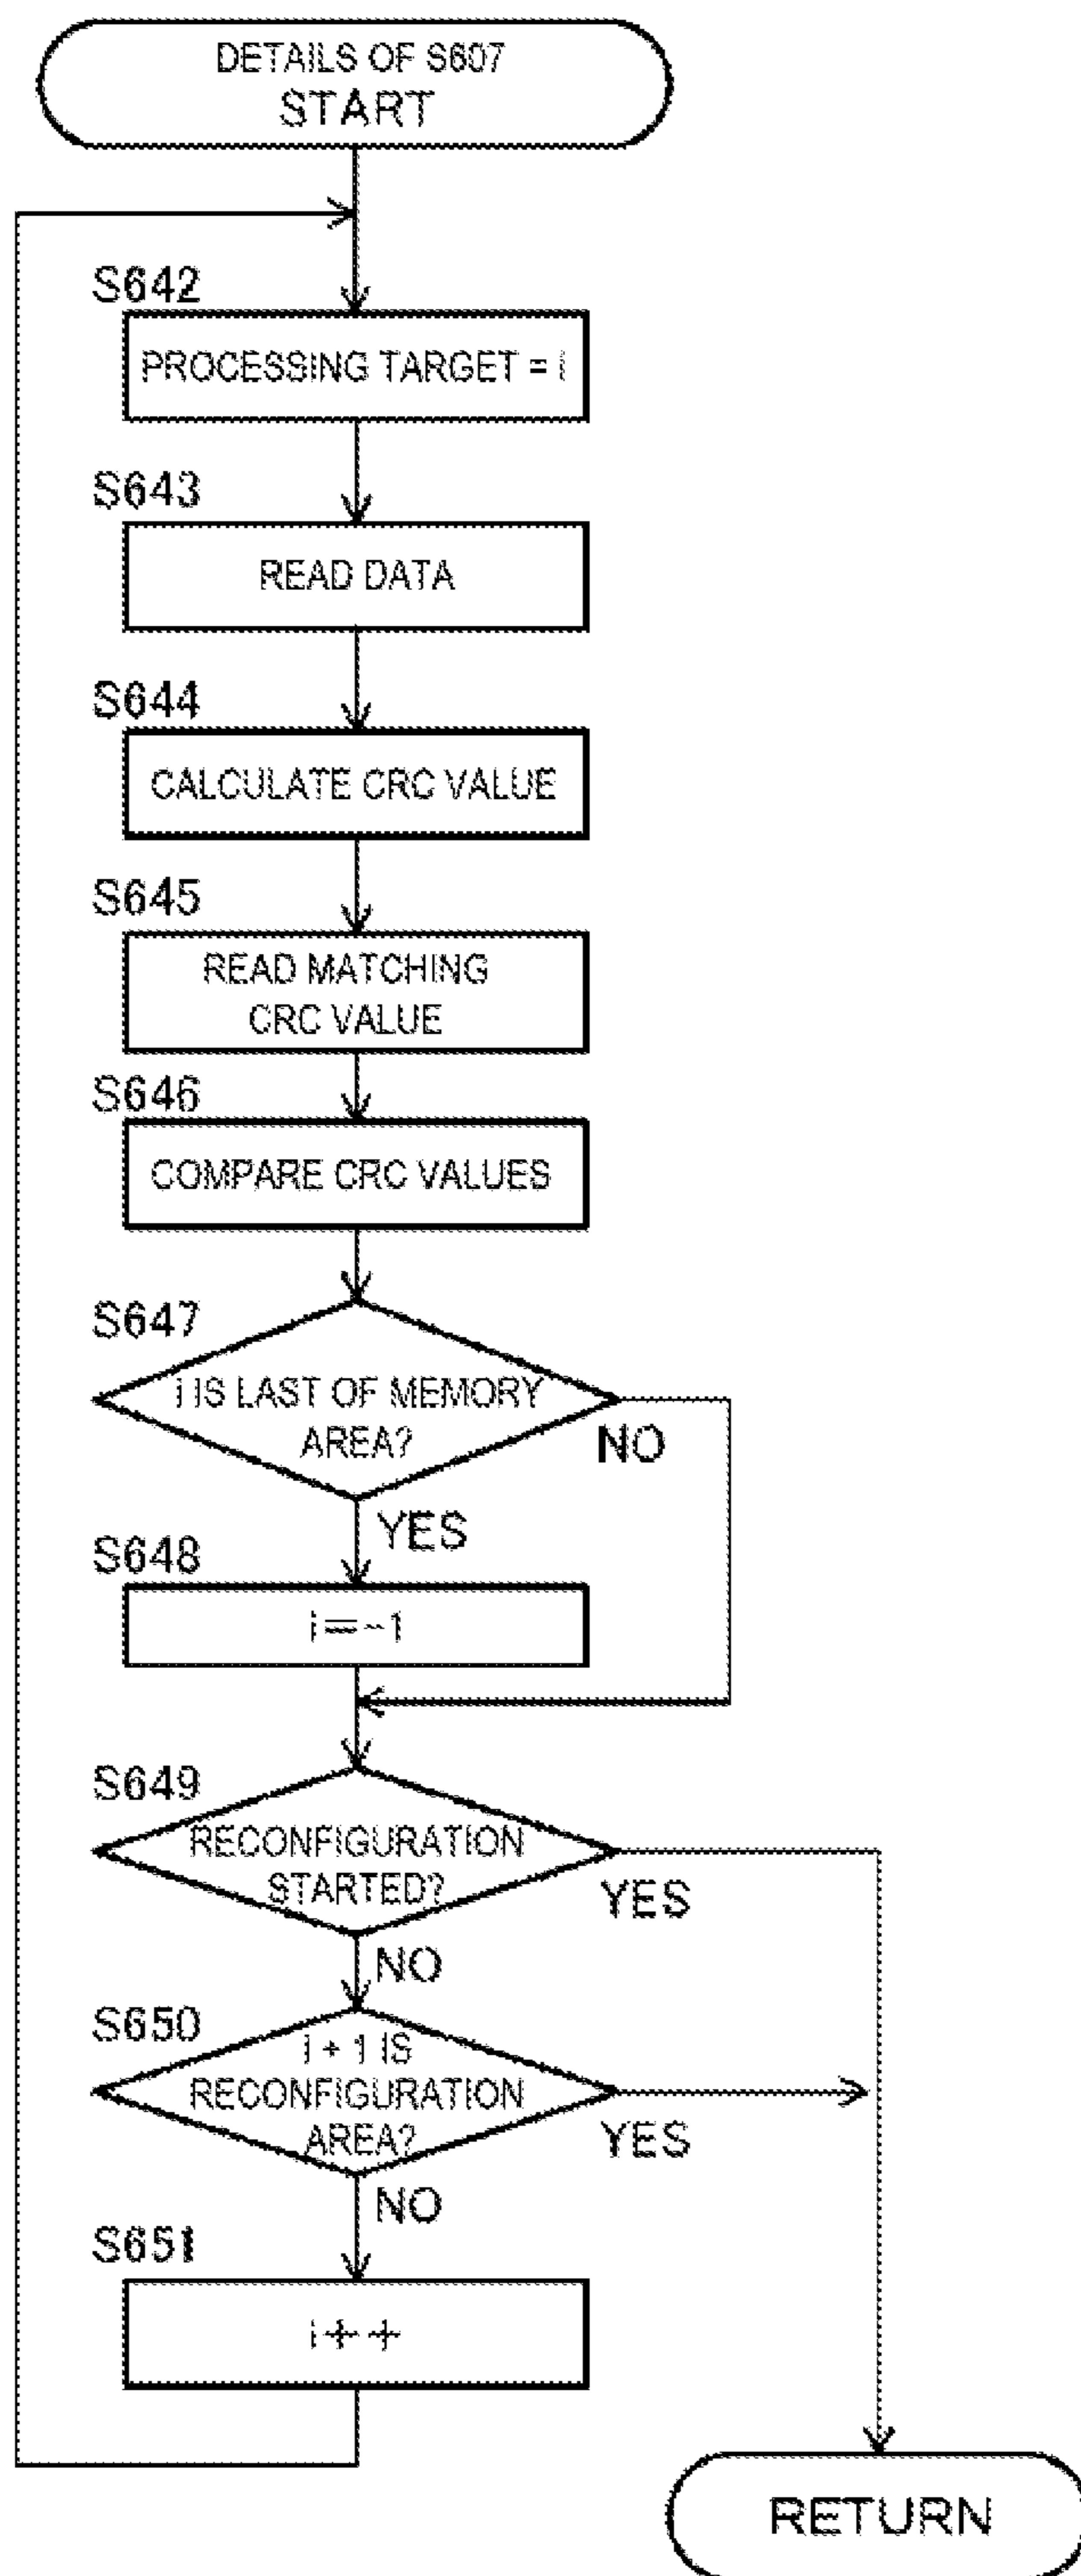 DETAILS OF S607
START
S642
PROCESSING TARGET = i
S643
READ DATA
S644
CALCULATE CRC VALUE
S645
READ MATCHING
CRC VALUE
S646
COMPARE CRC VALUES
S647
i IS LAST OF MEMORY
AREA?
NO
YES
S648
i=-1
S649
RECONFIGURATION
STARTED?
YES
NO
S650
i + 1 IS
RECONFIGURATION
AREA?
YES
NO
S651
i++
RETURN